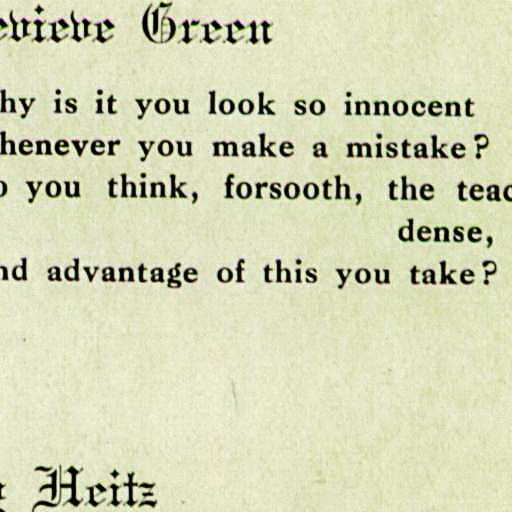 evieve Green
hy is it you look so innocent
henever you make a mistake?
o you think, forsooth, the teac
dense,
nd advantage of this you take?
Heitz